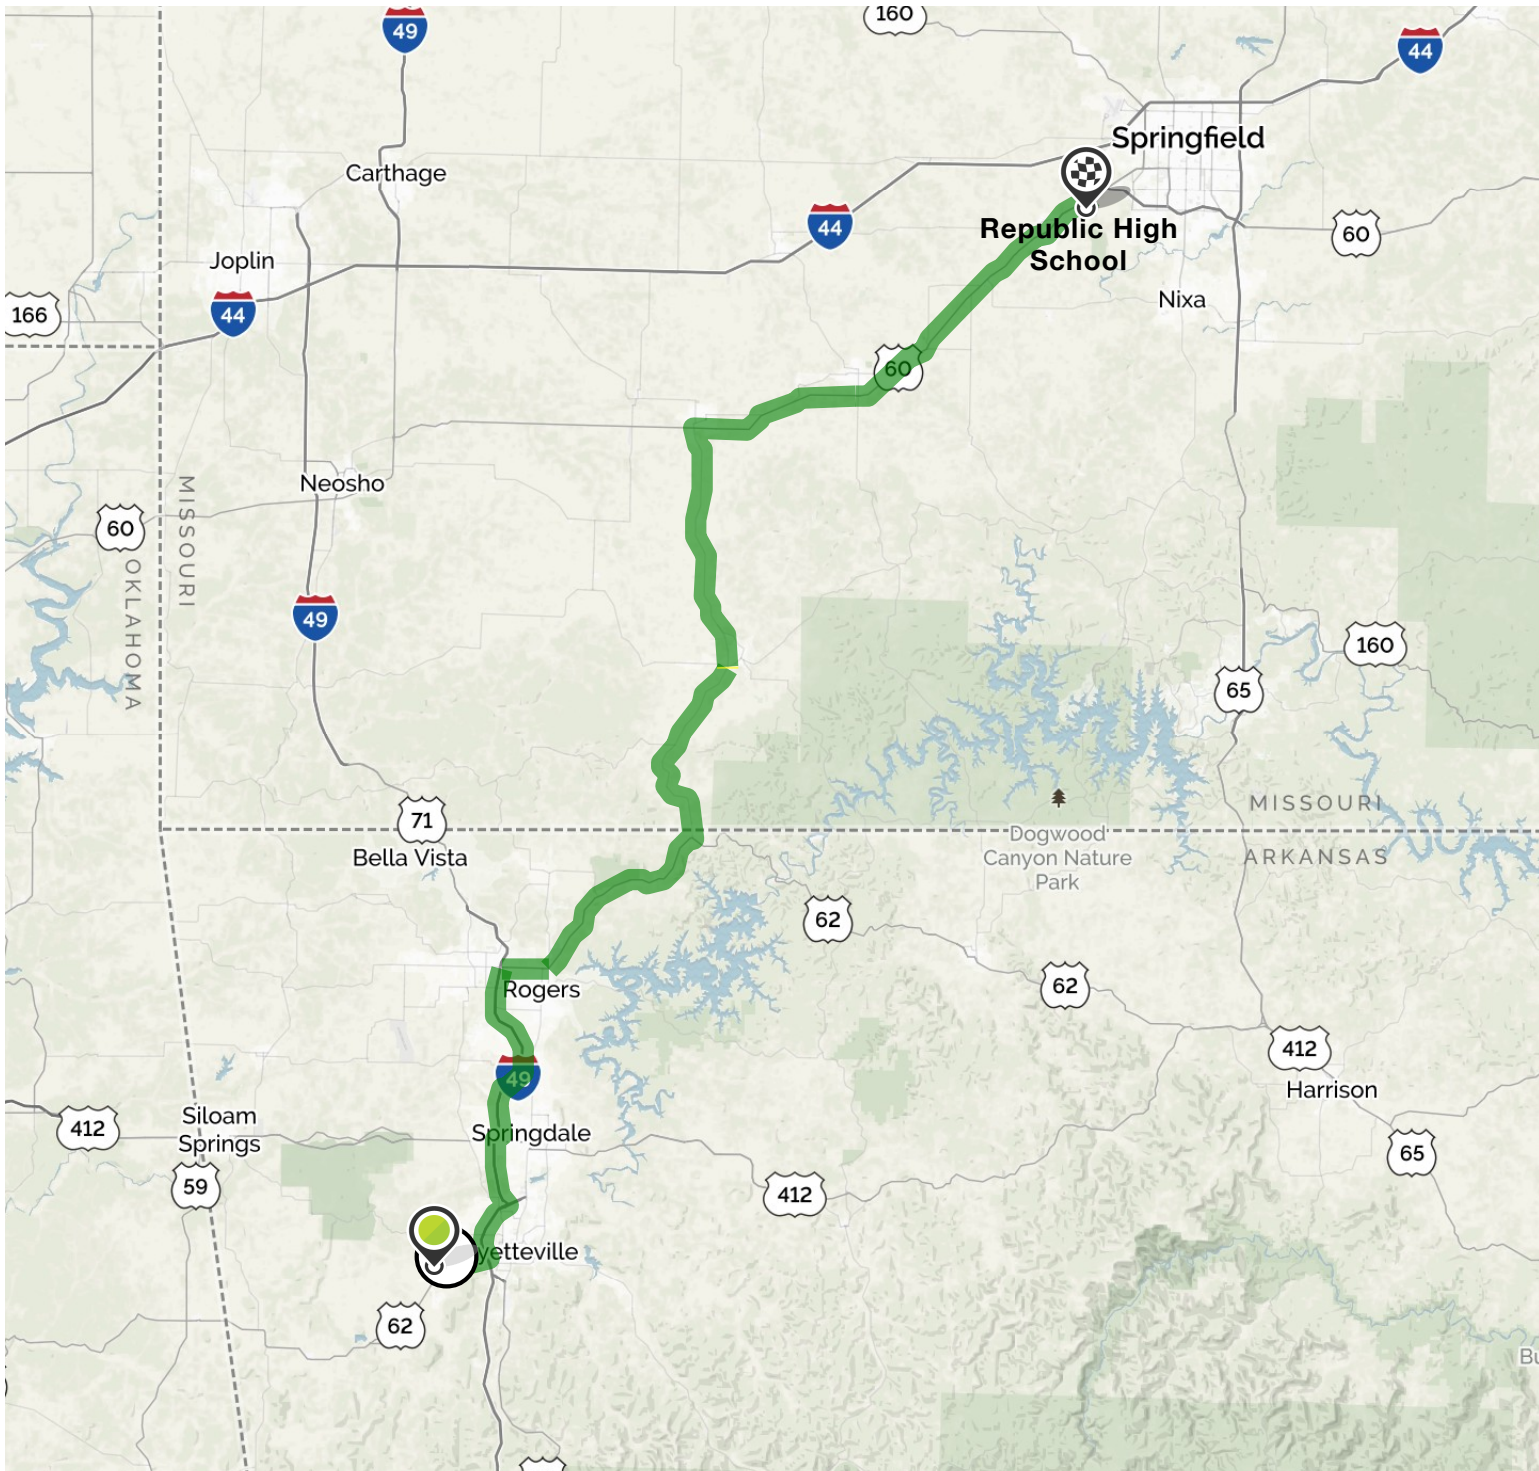 49
160
44
Springfield
Carthage
44
Republic High
School
60
Joplin
Nixa
166
44
60
MISSOURI
Neosho
60
OKLAHOMA
49
160
65
71
MISSOURI
Dogwood
Canyon Nature
Park
Bella Vista
ARKANSAS
62
Rogers
62
412
49
Harrison
Siloam
Springs
412
Springdale
65
59
412
yetteville
62